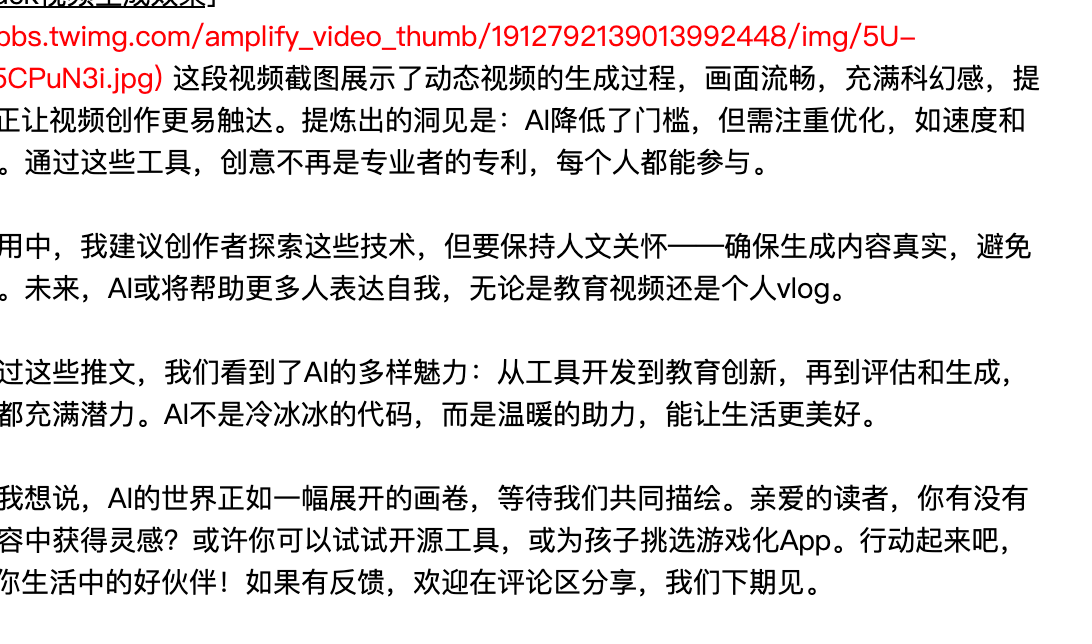 视频生成效果]
pbs.twimg.com/amplify_video_thumb/1912792139013992448/img/5U-
5CPuN3i.jpg) 这段视频截图展示了动态视频的生成过程，画面流畅，充满科幻感，提
正让视频创作更易触达。提炼出的洞见是：AI降低了门槛，但需注重优化，如速度和
。通过这些工具，创意不再是专业者的专利，每个人都能参与。
用中，我建议创作者探索这些技术，但要保持人文关怀——确保生成内容真实，避免
。未来，AI或将帮助更多人表达自我，无论是教育视频还是个人vlog。
过这些推文，我们看到了AI的多样魅力：从工具开发到教育创新，再到评估和生成，
都充满潜力。AI不是冷冰冰的代码，而是温暖的助力，能让生活更美好。
我想说，AI的世界正如一幅展开的画卷，等待我们共同描绘。亲爱的读者，你有没有
容中获得灵感？或许你可以试试开源工具，或为孩子挑选游戏化App。行动起来吧，
你生活中的好伙伴！如果有反馈，欢迎在评论区分享，我们下期见。